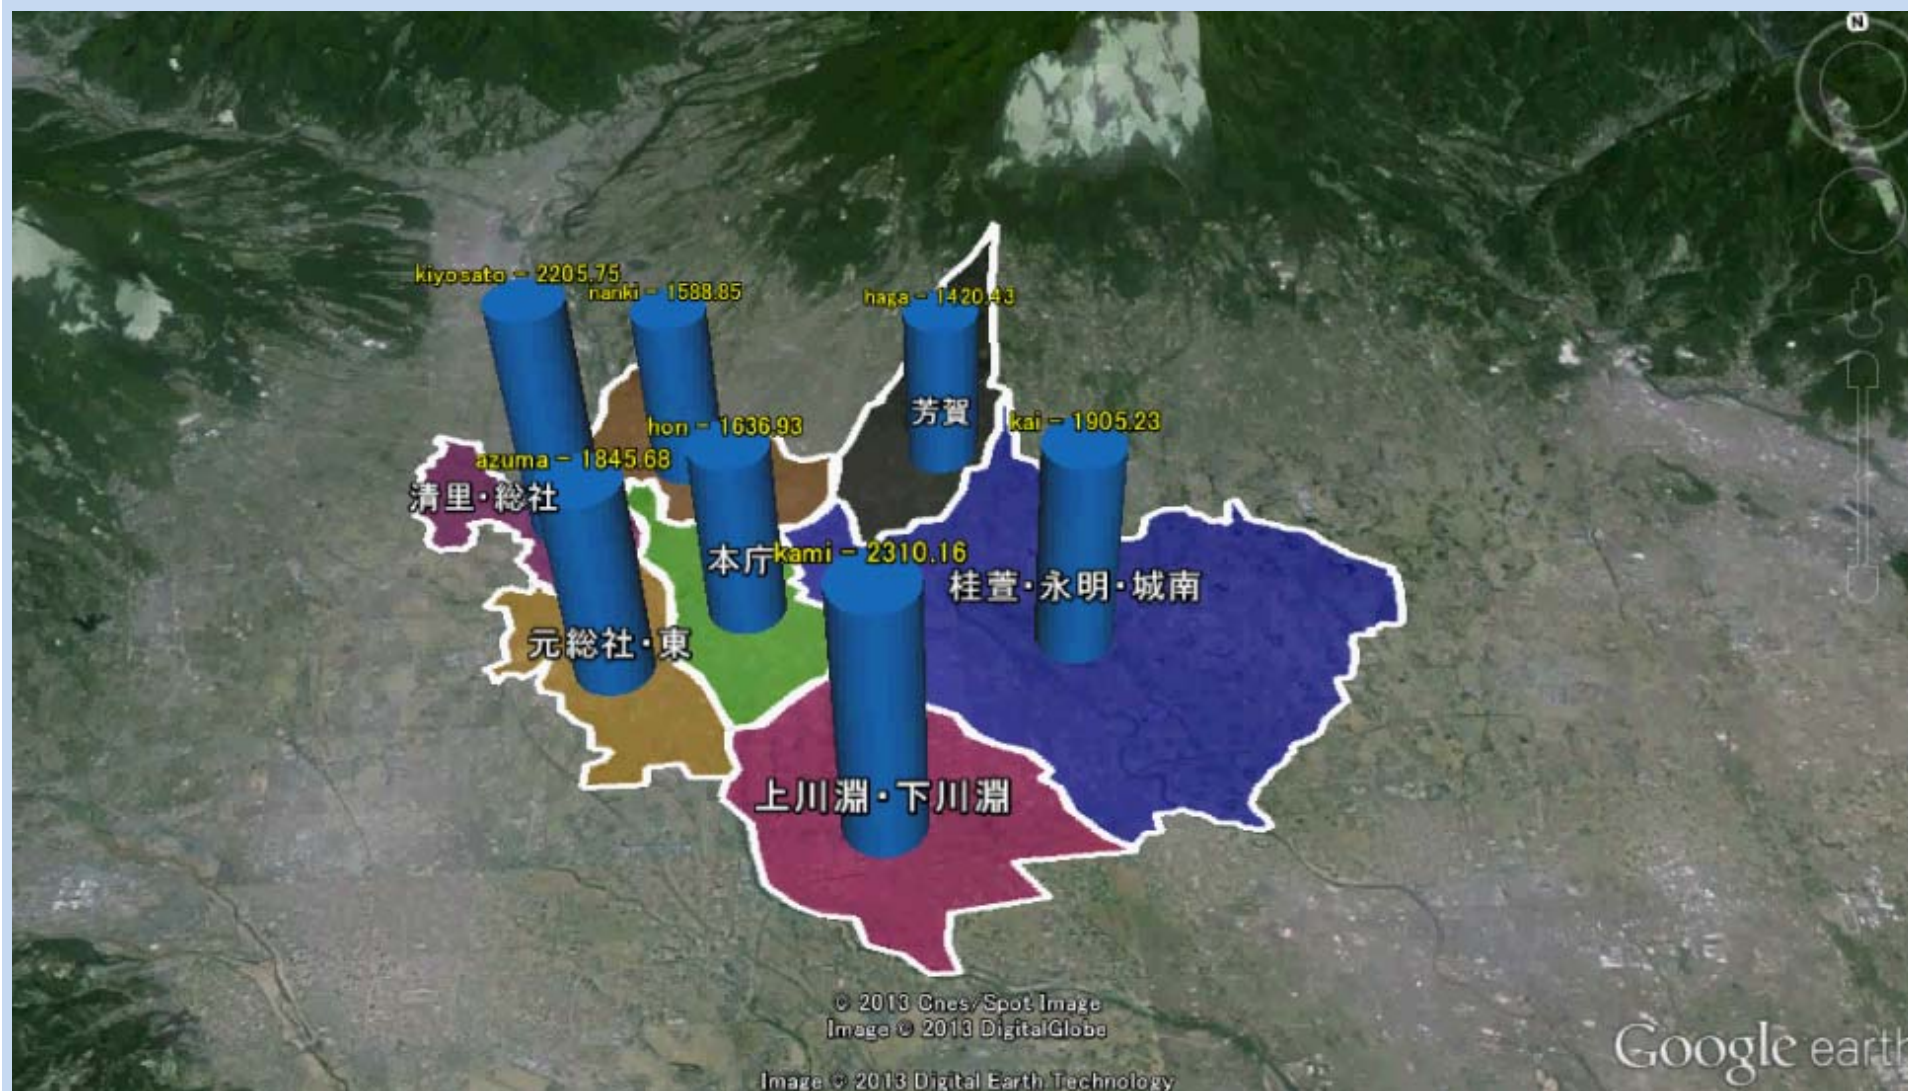 N
kiyosato - 2205.75
nanki - 1588.85
haga - 1420.43
芳賀
kai - 1905.23
hon - 1636.93
azuma - 1845.68
清里・総社
本庁
kami - 2310.16
桂萱・永明・城南
元総社・東
上川淵・下川淵
© 2013 Cnes/Spot Image
Image © 2013 DigitalGlobe
Image © 2013 Digital Earth Technology
Google earth